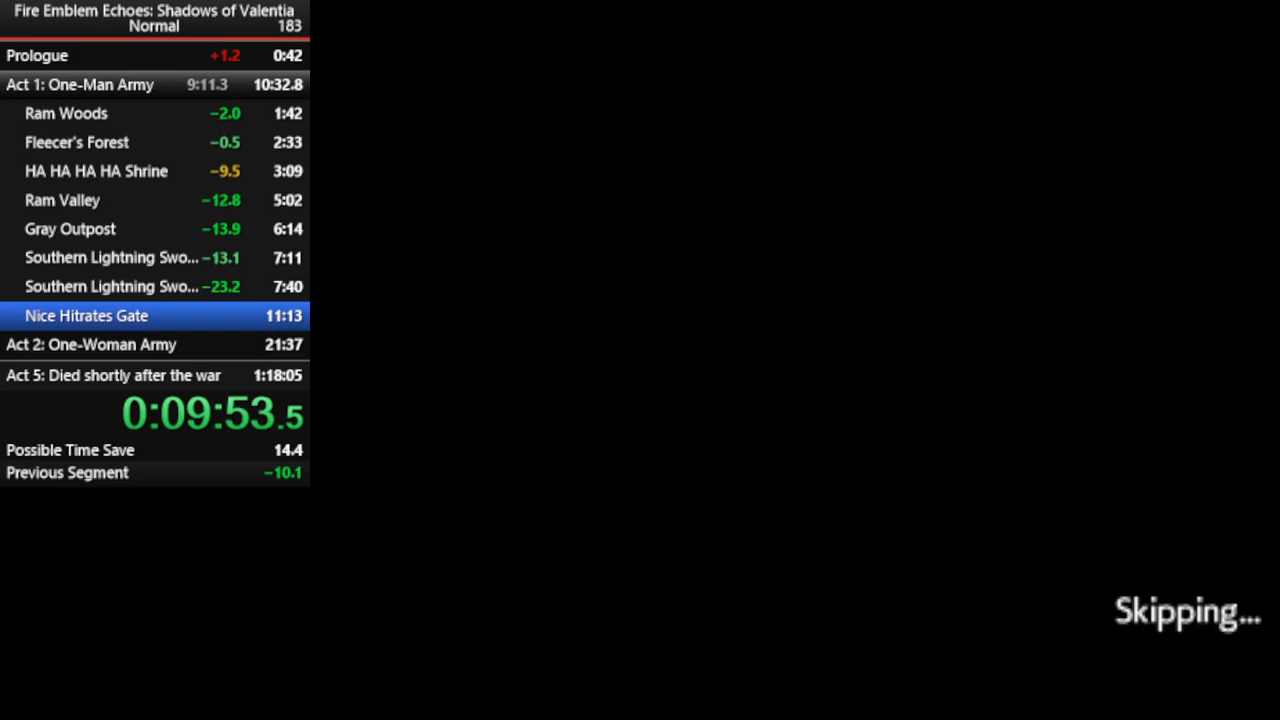 Fire Emblem Echoes: Shadows of Valentia
Normal 183
Prologue +1.2 0:42
Act 1: One-Man Army 9:11.3 10:32.8
Ram Woods −2.0 1:42
Fleecer's Forest −0.5 2:33
HA HA HA HA Shrine −9.5 3:09
Ram Valley −12.8 5:02
Gray Outpost −13.9 6:14
Southern Lightning Swo... −13.1 7:11
Southern Lightning Swo... −23.2 7:40
Nice Hitrates Gate 11:13
Act 2: One-Woman Army 21:37
Act 5: Died shortly after the war 1:18:05
0:09:53.5
Possible Time Save 14.4
Previous Segment −10.1
Skipping...